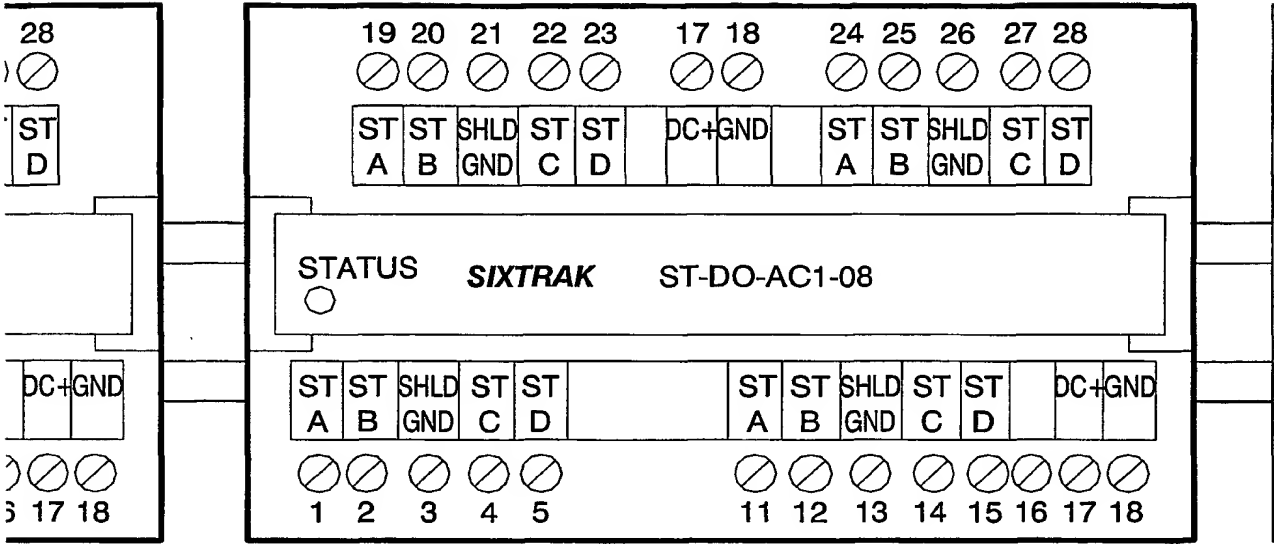 28 19 20 21 22 23 17 18 24 25 26 27 28
ST ST ST SHLD ST ST DC+ GND ST ST SHLD ST ST
D A B GND C D A B GND C D
STATUS SIXTRAK ST-DO-AC1-08
DC+ GND ST ST SHLD ST ST ST ST SHLD ST ST DC+ GND
A B GND C D A B GND C D
17 18 1 2 3 4 5 11 12 13 14 15 16 17 18